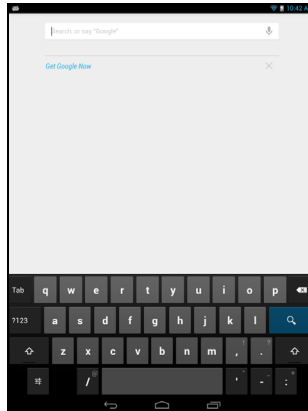 10:42 A
Search, or say "Google"
Get Google Now
Tab q w e r t y u i o p
?123 a s d f g h j k l
z x c v b n m , ! . ?
/ @ ' " - _ : ;